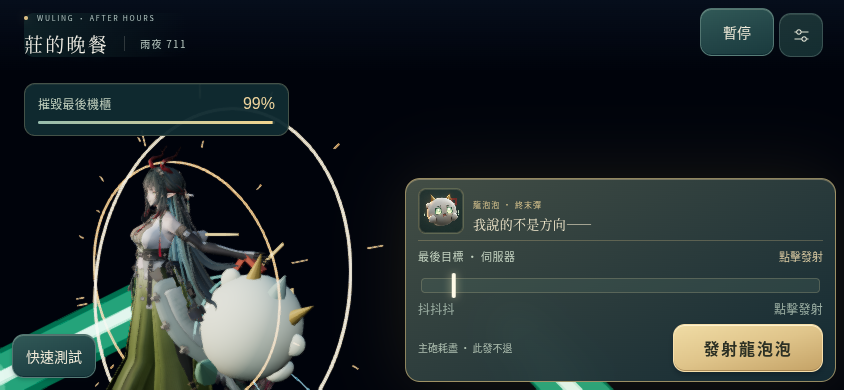 WULING · AFTER HOURS
莊的晚餐
雨夜 711
暫停
摧毀最後機櫃
99%
龍泡泡 · 終末彈
我說的不是方向——
最後目標 · 伺服器
點擊發射
抖抖抖
點擊發射
主砲耗盡 · 此發不退
發射龍泡泡
快速測試